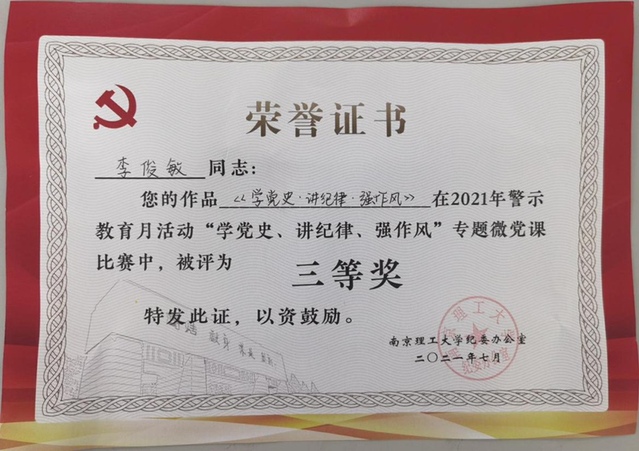 荣誉证书
李俊敏同志：
您的作品《学党史·讲纪律·强作风》在2021年警示
教育月活动“学党史、讲纪律、强作风”专题微党课
比赛中，被评为 三等奖
特发此证，以资鼓励。
南京理工大学纪委办公室
二〇二一年七月